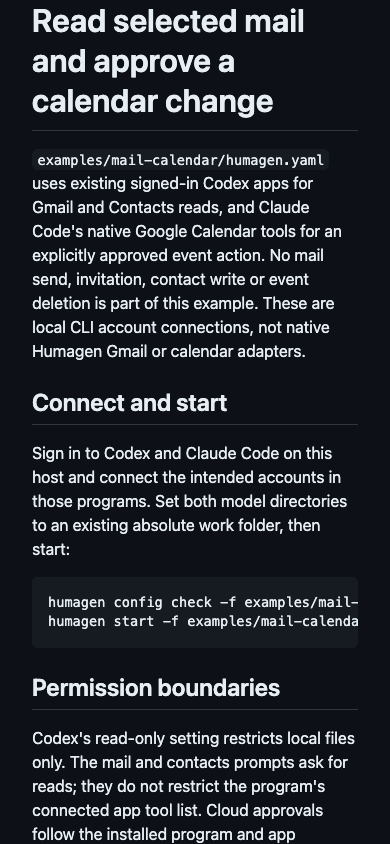 Read selected mail
and approve a
calendar change
examples/mail-calendar/humagen.yaml
uses existing signed-in Codex apps for
Gmail and Contacts reads, and Claude
Code's native Google Calendar tools for an
explicitly approved event action. No mail
send, invitation, contact write or event
deletion is part of this example. These are
local CLI account connections, not native
Humagen Gmail or calendar adapters.
Connect and start
Sign in to Codex and Claude Code on this
host and connect the intended accounts in
those programs. Set both model directories
to an existing absolute work folder, then
start:
humagen config check -f examples/mail-
humagen start -f examples/mail-calenda
Permission boundaries
Codex's read-only setting restricts local files
only. The mail and contacts prompts ask for
reads; they do not restrict the program's
connected app tool list. Cloud approvals
follow the installed program and app